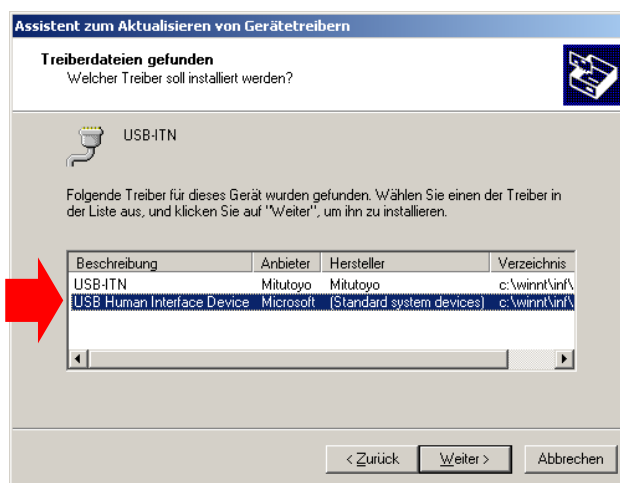 Assistent zum Aktualisieren von Gerätetreibern
Treiberdateien gefunden
Welcher Treiber soll installiert werden?
USB-ITN
Folgende Treiber für dieses Gerät wurden gefunden. Wählen Sie einen der Treiber in
der Liste aus, und klicken Sie auf "Weiter", um ihn zu installieren.
Beschreibung Anbieter Hersteller Verzeichnis
USB-ITN Mitutoyo Mitutoyo c:\winnt\inf\
USB Human Interface Device Microsoft (Standard system devices) c:\winnt\inf\
< Zurück Weiter > Abbrechen